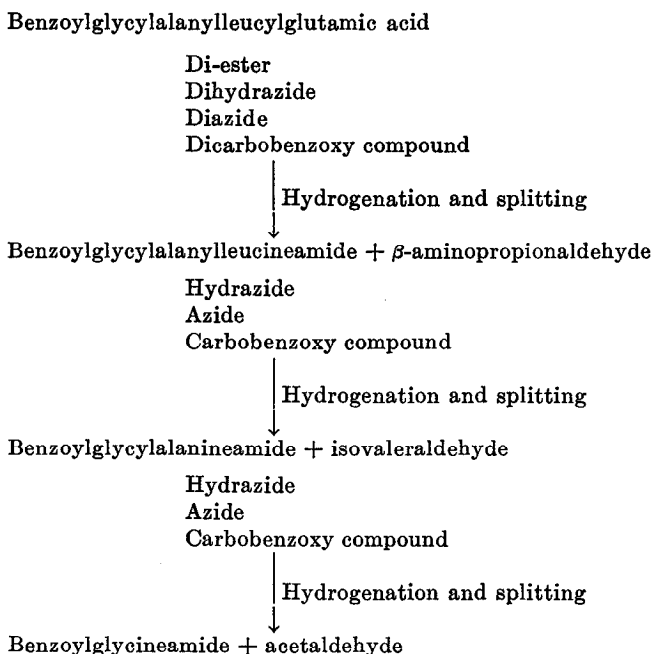 Benzoylglycylalanylleucylglutamic acid
Di-ester
Dihydrazide
Diazide
Dicarbobenzoxy compound
Hydrogenation and splitting
Benzoylglycylalanylleucineamide + β-aminopropionaldehyde
Hydrazide
Azide
Carbobenzoxy compound
Hydrogenation and splitting
Benzoylglycylalanineamide + isovaleraldehyde
Hydrazide
Azide
Carbobenzoxy compound
Hydrogenation and splitting
Benzoylglycineamide + acetaldehyde